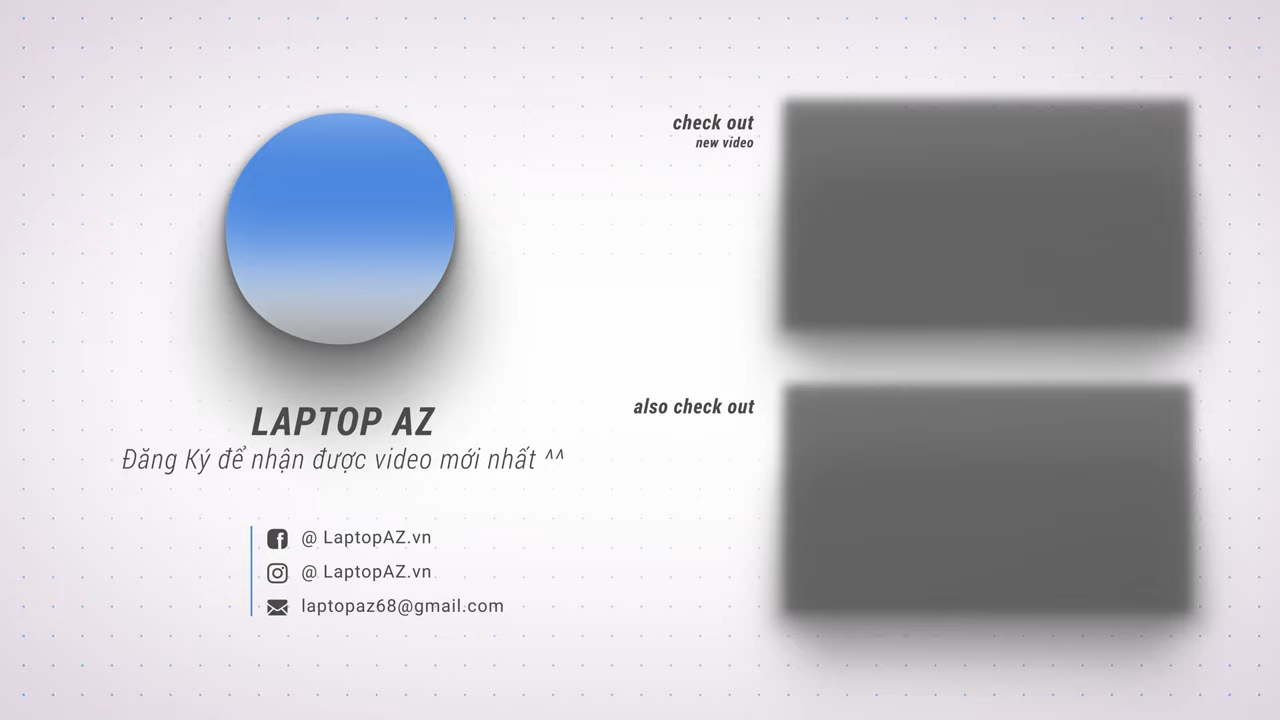 LAPTOP AZ
Đăng Ký để nhận được video mới nhất ^^
@ LaptopAZ.vn
@ LaptopAZ.vn
laptopaz68@gmail.com
check out
new video
also check out